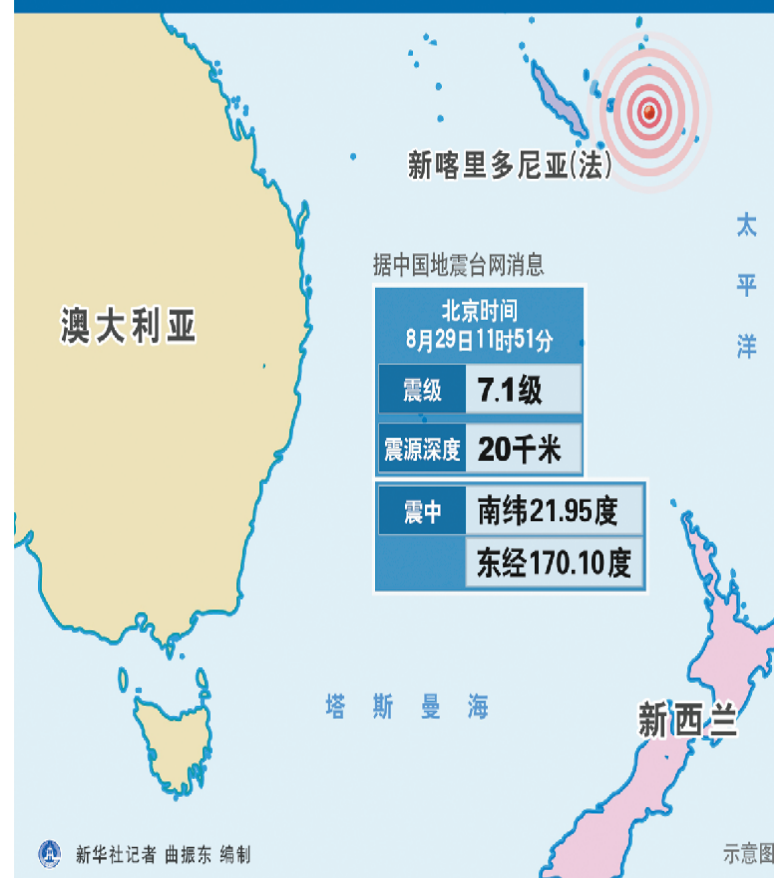 新喀里多尼亚(法)
太
平
洋
据中国地震台网消息
澳大利亚
北京时间
8月29日11时51分
震级 7.1级
震源深度 20千米
震中 南纬21.95度
东经170.10度
塔斯曼海
新西兰
新华社记者 曲振东 编制
示意图